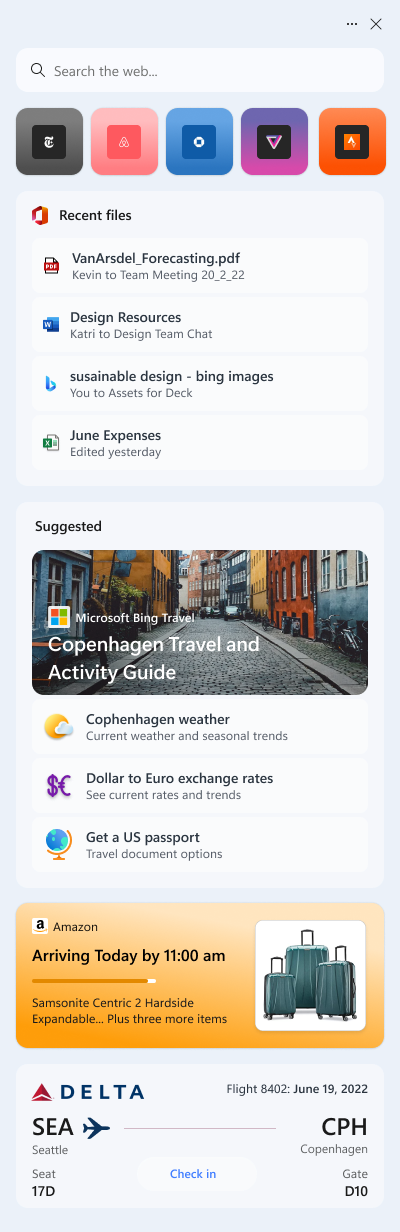 Search the web...
Recent files
PDF
VanArsdel_Forecasting.pdf
Kevin to Team Meeting 20_2_22
W
Design Resources
Katri to Design Team Chat
susainable design - bing images
You to Assets for Deck
X
June Expenses
Edited yesterday
Suggested
Microsoft Bing Travel
Copenhagen Travel and
Activity Guide
Cophenhagen weather
Current weather and seasonal trends
$€
Dollar to Euro exchange rates
See current rates and trends
Get a US passport
Travel document options
a Amazon
Arriving Today by 11:00 am
Samsonite Centric 2 Hardside
Expandable... Plus three more items
DELTA
Flight 8402: June 19, 2022
SEA CPH
Seattle Copenhagen
Seat Check in Gate
17D D10